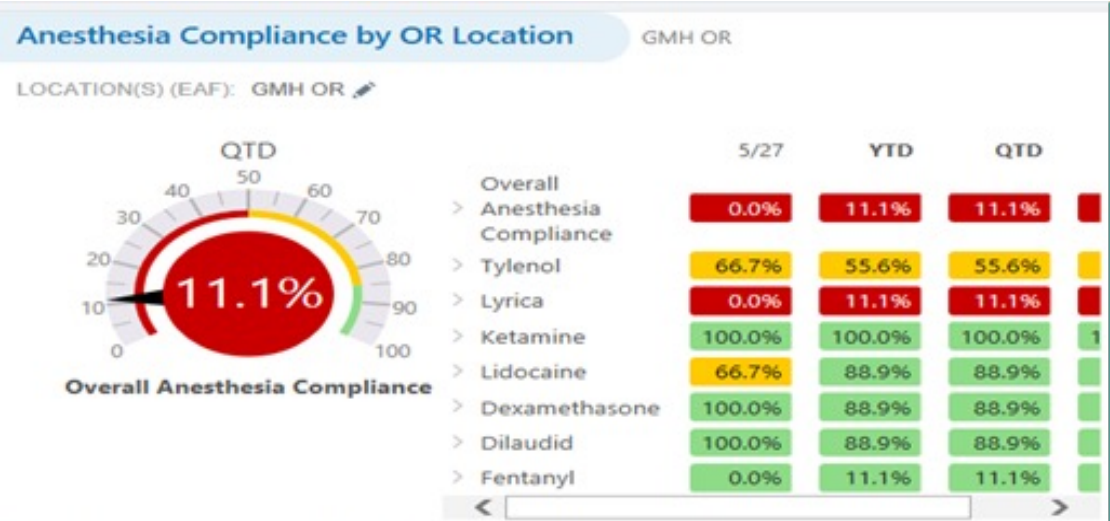 Anesthesia Compliance by OR Location GMH OR
LOCATION(S) (EAF): GMH OR
QTD
0
10
20
30
40
50
60
70
80
90
100
11.1%
Overall Anesthesia Compliance
5/27 YTD QTD
Overall
Anesthesia
Compliance
0.0% 11.1% 11.1%
Tylenol 66.7% 55.6% 55.6%
Lyrica 0.0% 11.1% 11.1%
Ketamine 100.0% 100.0% 100.0% 1
Lidocaine 66.7% 88.9% 88.9%
Dexamethasone 100.0% 88.9% 88.9%
Dilaudid 100.0% 88.9% 88.9%
Fentanyl 0.0% 11.1% 11.1%